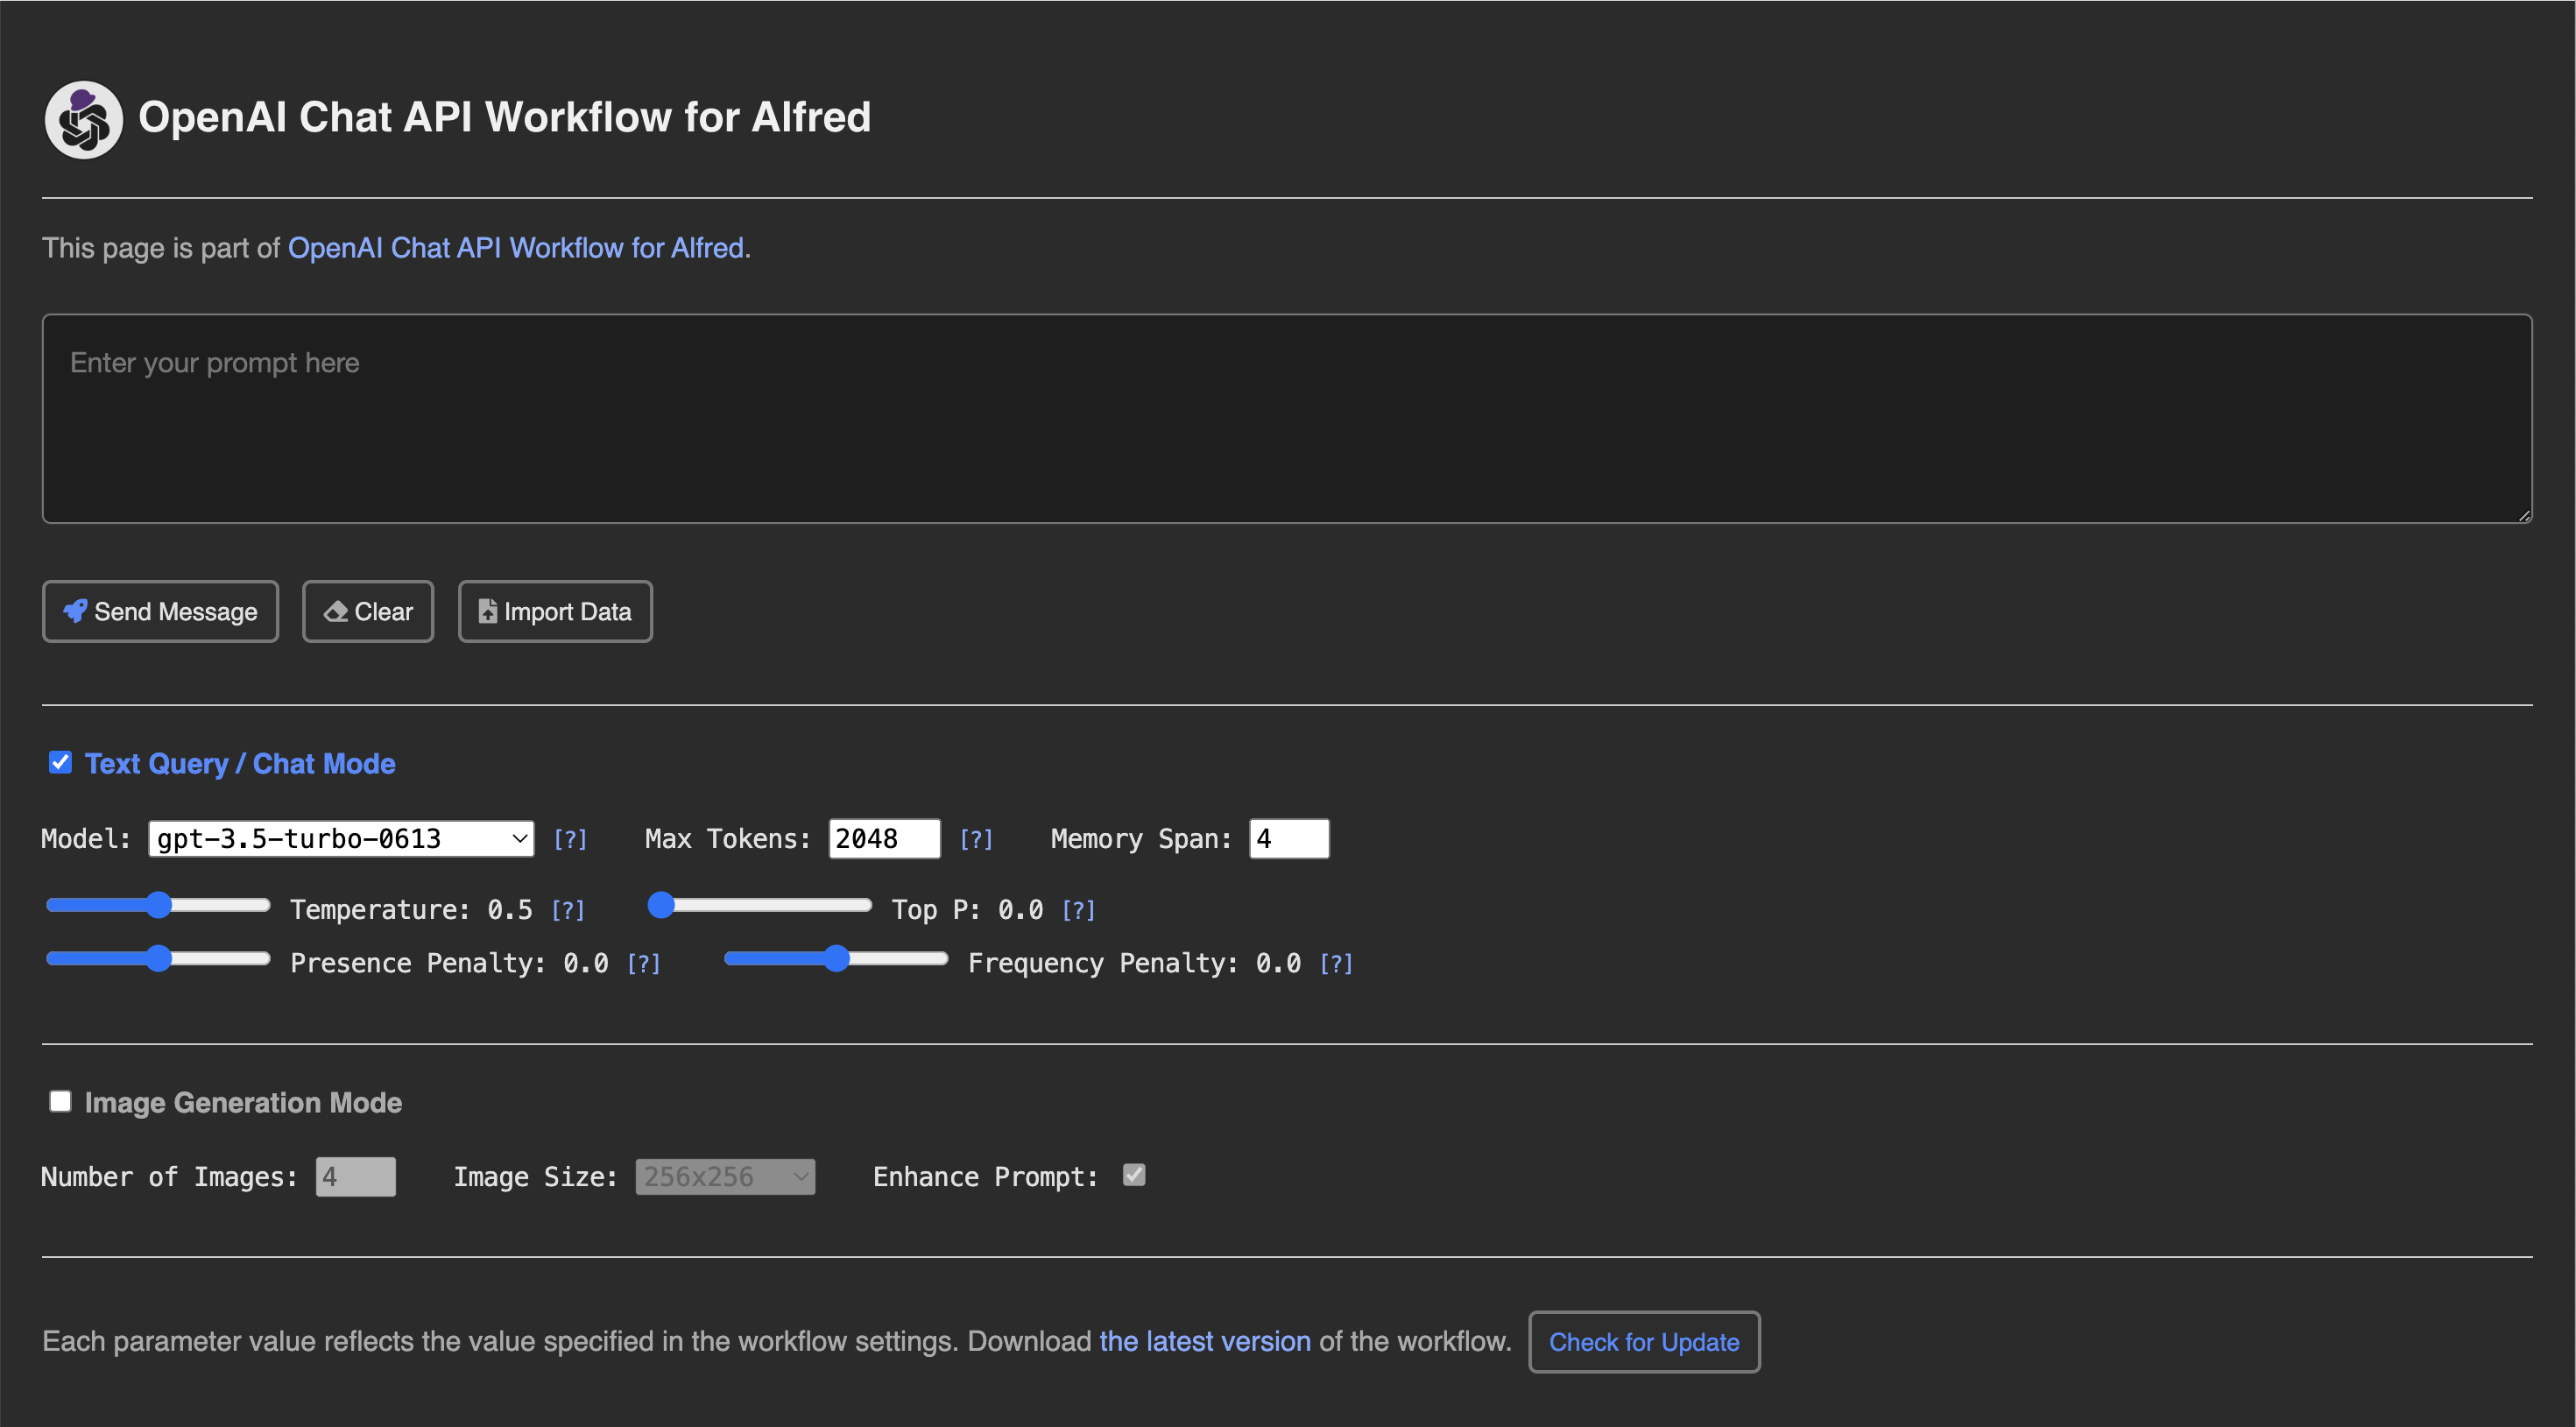 OpenAI Chat API Workflow for Alfred
This page is part of OpenAI Chat API Workflow for Alfred.
Enter your prompt here
Send Message Clear Import Data
Text Query / Chat Mode
Model: gpt-3.5-turbo-0613 [?] Max Tokens: 2048 [?] Memory Span: 4
Temperature: 0.5 [?] Top P: 0.0 [?]
Presence Penalty: 0.0 [?] Frequency Penalty: 0.0 [?]
Image Generation Mode
Number of Images: 4 Image Size: 256x256 Enhance Prompt:
Each parameter value reflects the value specified in the workflow settings. Download the latest version of the workflow. Check for Update